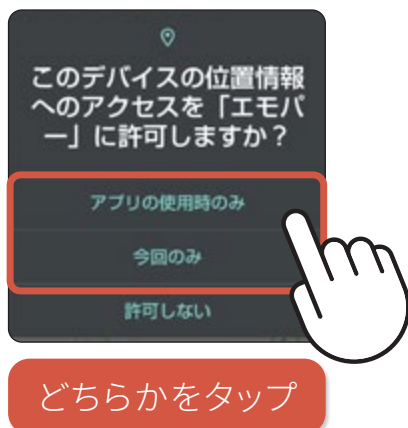 このデバイスの位置情報
へのアクセスを「エモパ
ー」に許可しますか？
アプリの使用時のみ
今回のみ
許可しない
どちらかをタップ